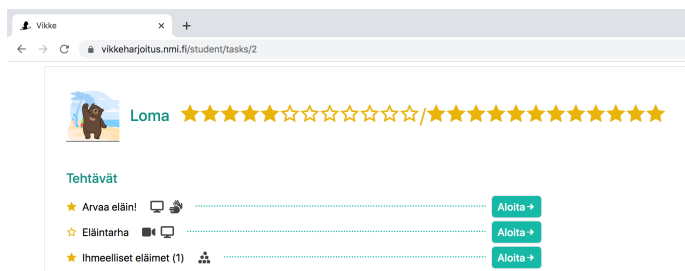 Vikke
vikkeharjoitus.nmi.fi/student/tasks/2
Loma
Tehtävät
Arvaa eläin! Aloita
Eläintarha Aloita
Ihmeelliset eläimet (1) Aloita